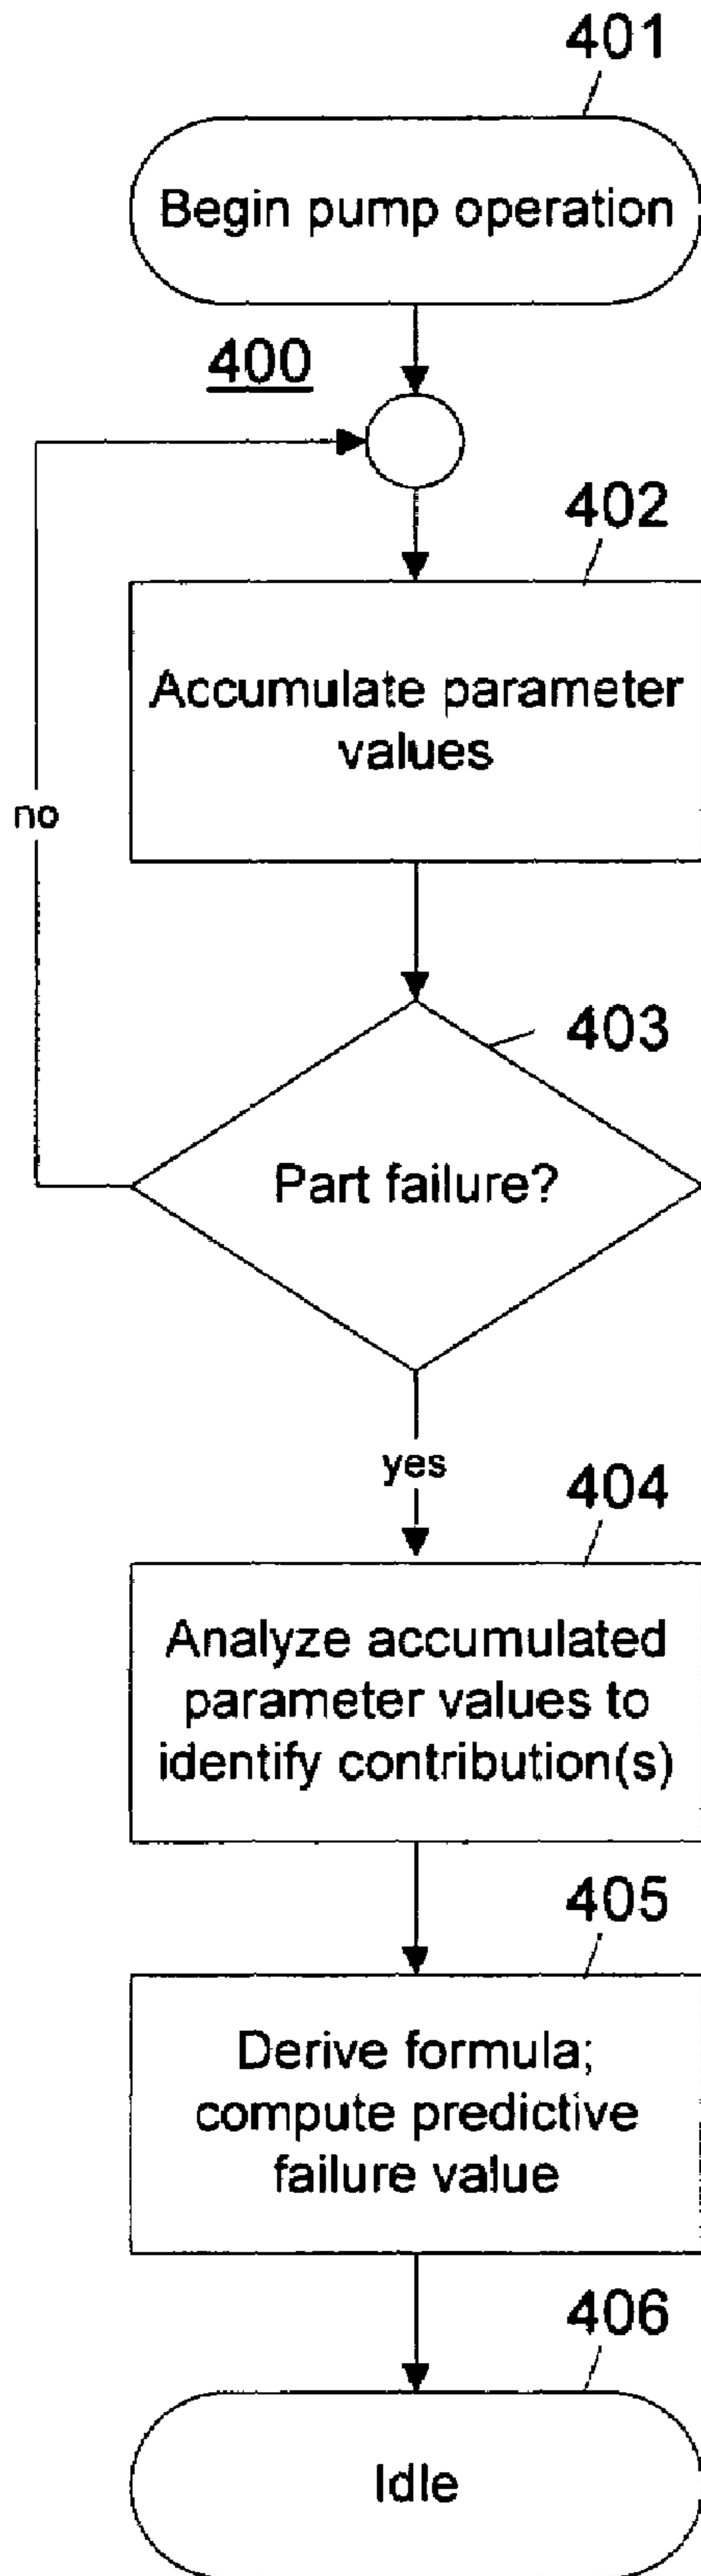 401
Begin pump operation
400
402
Accumulate parameter
values
no
403
Part failure?
yes
404
Analyze accumulated
parameter values to
identify contribution(s)
405
Derive formula;
compute predictive
failure value
406
Idle